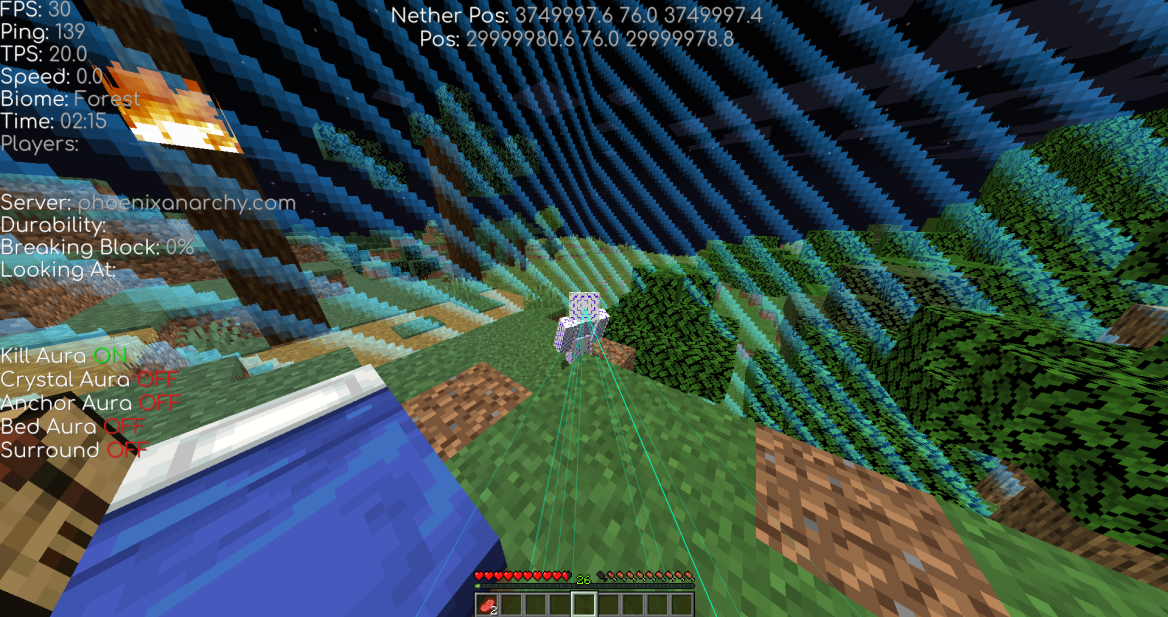 FPS: 30
Nether Pos: 3749997.6 76.0 3749997.4
Ping: 139
Pos: 29999980.6 76.0 29999978.8
TPS: 20.0
Speed: 0.0
Biome: Forest
Time: 02:15
Players:
Server: phoenixanarchy.com
Durability:
Breaking Block: 0%
Looking At:
Kill Aura ON
Crystal Aura OFF
Anchor Aura OFF
Bed Aura OFF
Surround OFF
26
2